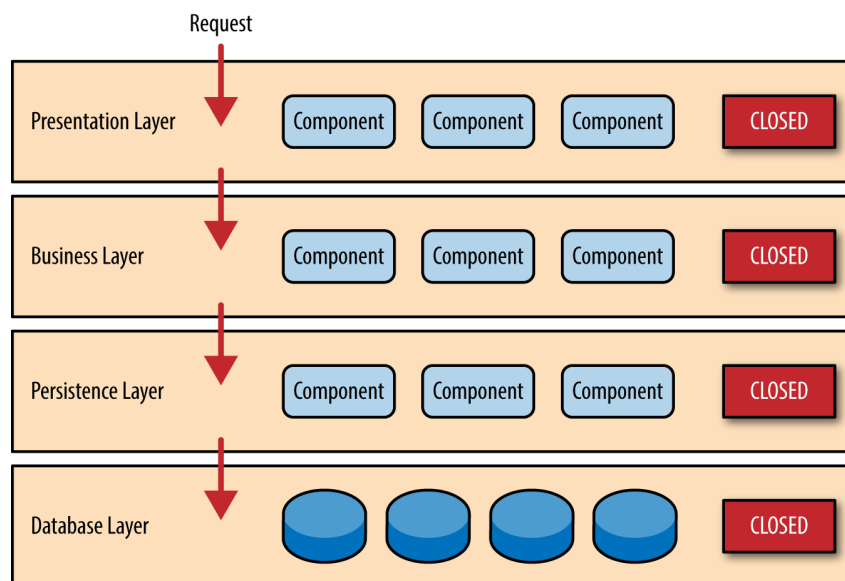 Request
Presentation Layer Component Component Component CLOSED
Business Layer Component Component Component CLOSED
Persistence Layer Component Component Component CLOSED
Database Layer CLOSED